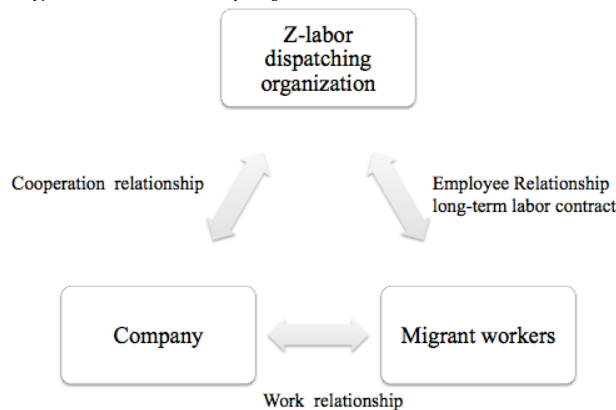 Z-labor
dispatching
organization
Cooperation relationship
Employee Relationship
long-term labor contract
Company
Migrant workers
Work relationship